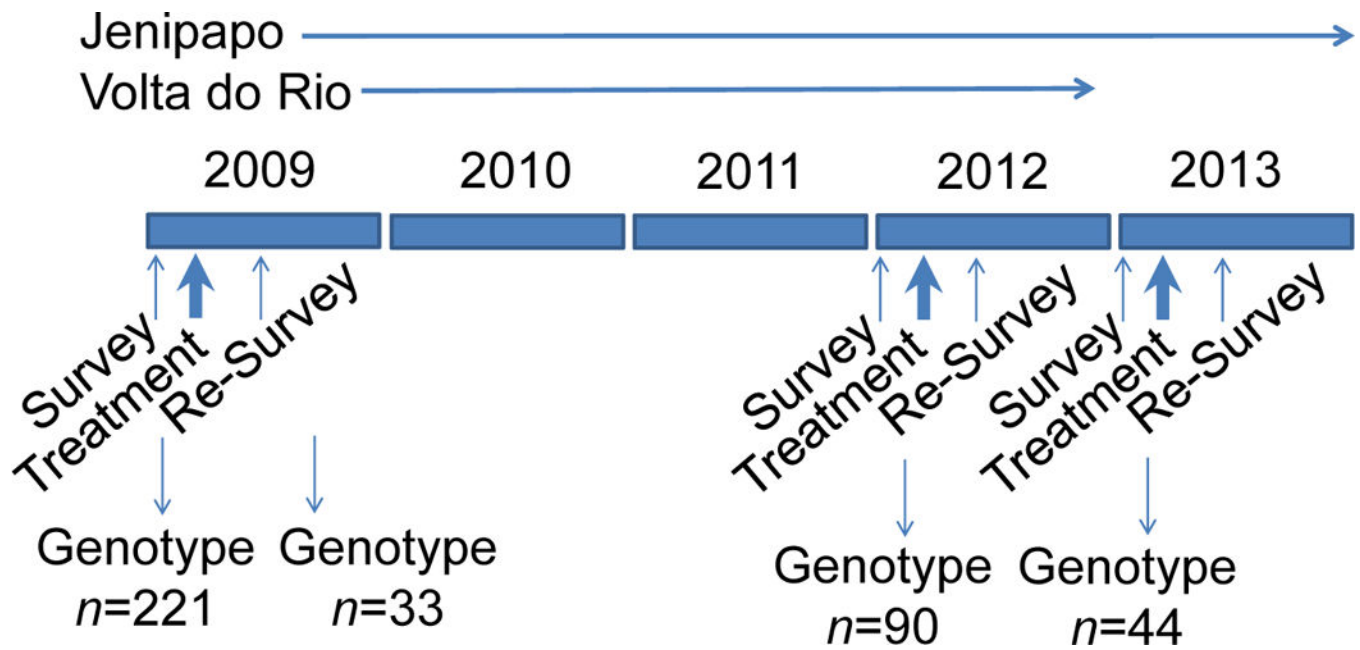 Jenipapo
Volta do Rio
2009 2010 2011 2012 2013
Survey Treatment Re-Survey Survey Treatment Re-Survey Survey Treatment Re-Survey
Genotype Genotype Genotype Genotype
n=221 n=33 n=90 n=44